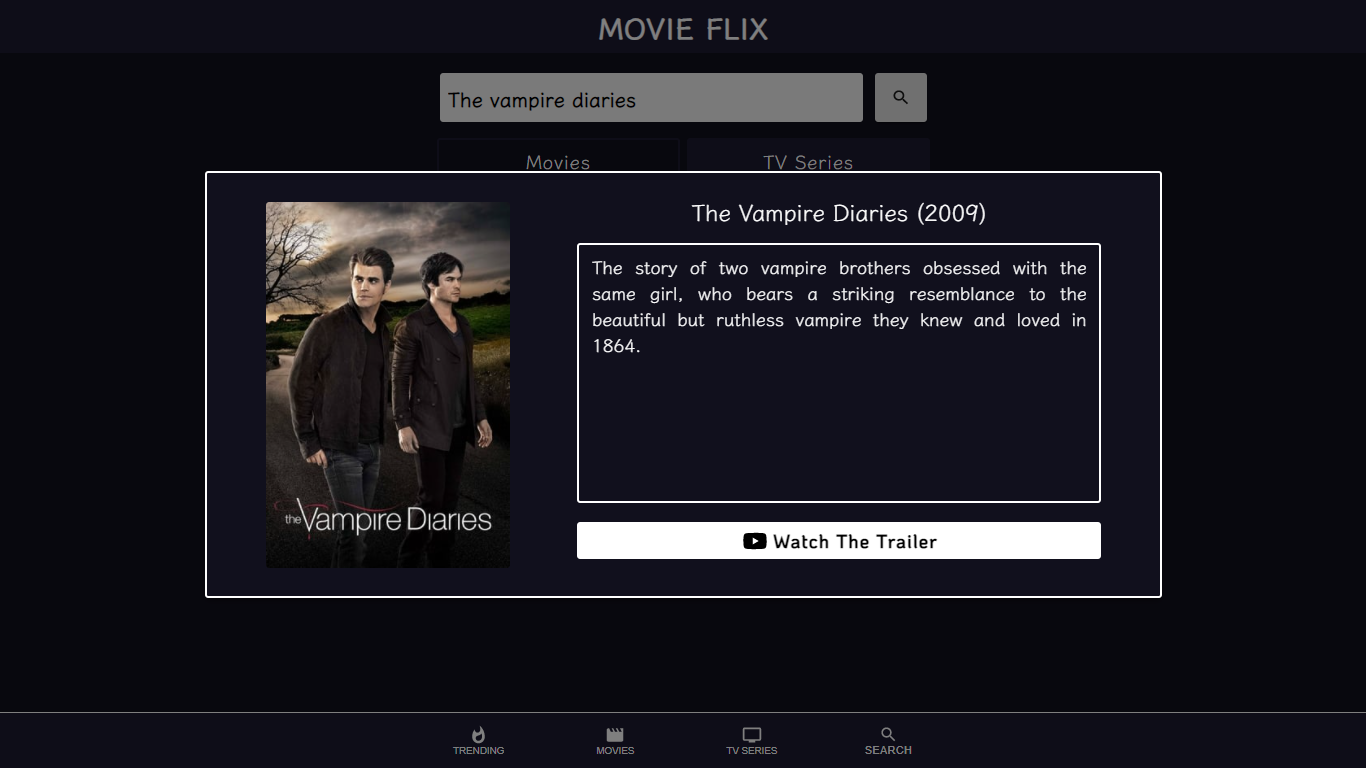 MOVIE FLIX
The vampire diaries
Movies
TV Series
The Vampire Diaries (2009)
The story of two vampire brothers obsessed with the
same girl, who bears a striking resemblance to the
beautiful but ruthless vampire they knew and loved in
1864.
the Vampire Diaries
Watch The Trailer
TRENDING
MOVIES
TV SERIES
SEARCH